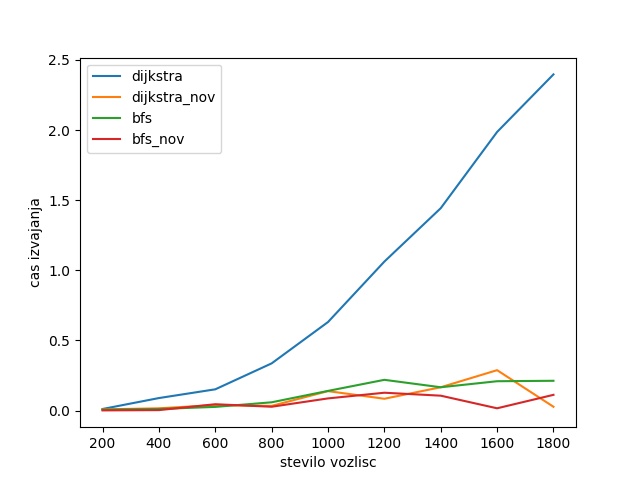 2.5
2.0
1.5
1.0
0.5
0.0
cas izvajanja
dijkstra
dijkstra_nov
bfs
bfs_nov
200 400 600 800 1000 1200 1400 1600 1800
stevilo vozlisc